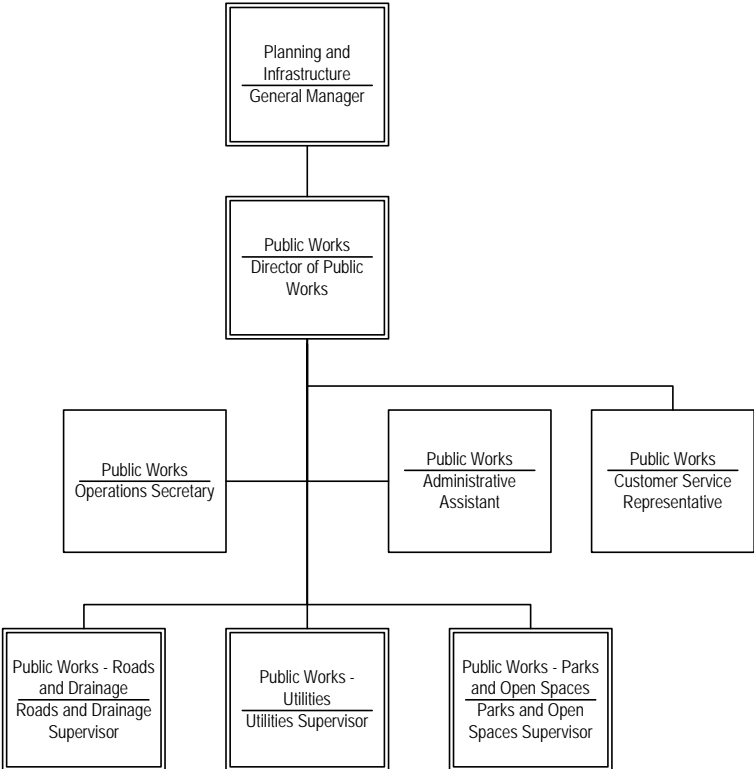 Planning and
Infrastructure
General Manager
Public Works
Director of Public
Works
Public Works
Operations Secretary
Public Works
Administrative
Assistant
Public Works
Customer Service
Representative
Public Works - Roads
and Drainage
Roads and Drainage
Supervisor
Public Works -
Utilities
Utilities Supervisor
Public Works - Parks
and Open Spaces
Parks and Open
Spaces Supervisor